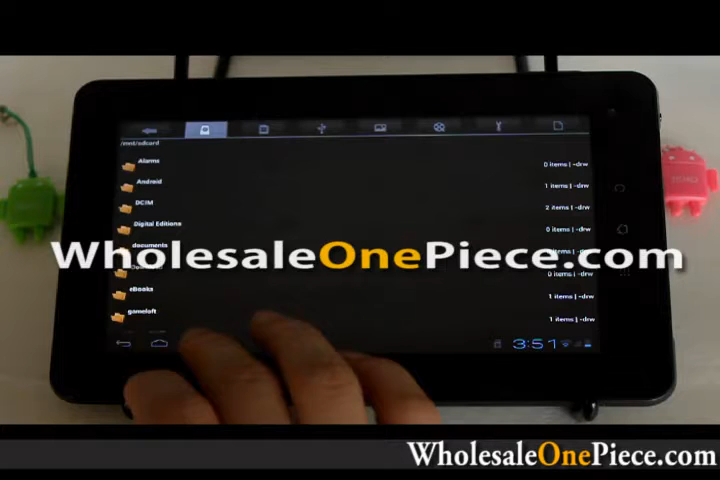 /mnt/sdcard
Alarms 0 items | -drw
Android 1 items | -drw
DCIM 2 items | -drw
Digital Editions 0 items | -drw
documents
WholesaleOnePiece.com
0 items | -drw
eBooks 1 items | -drw
gameloft 1 items | -drw
3:51
WholesaleOnePiece.com